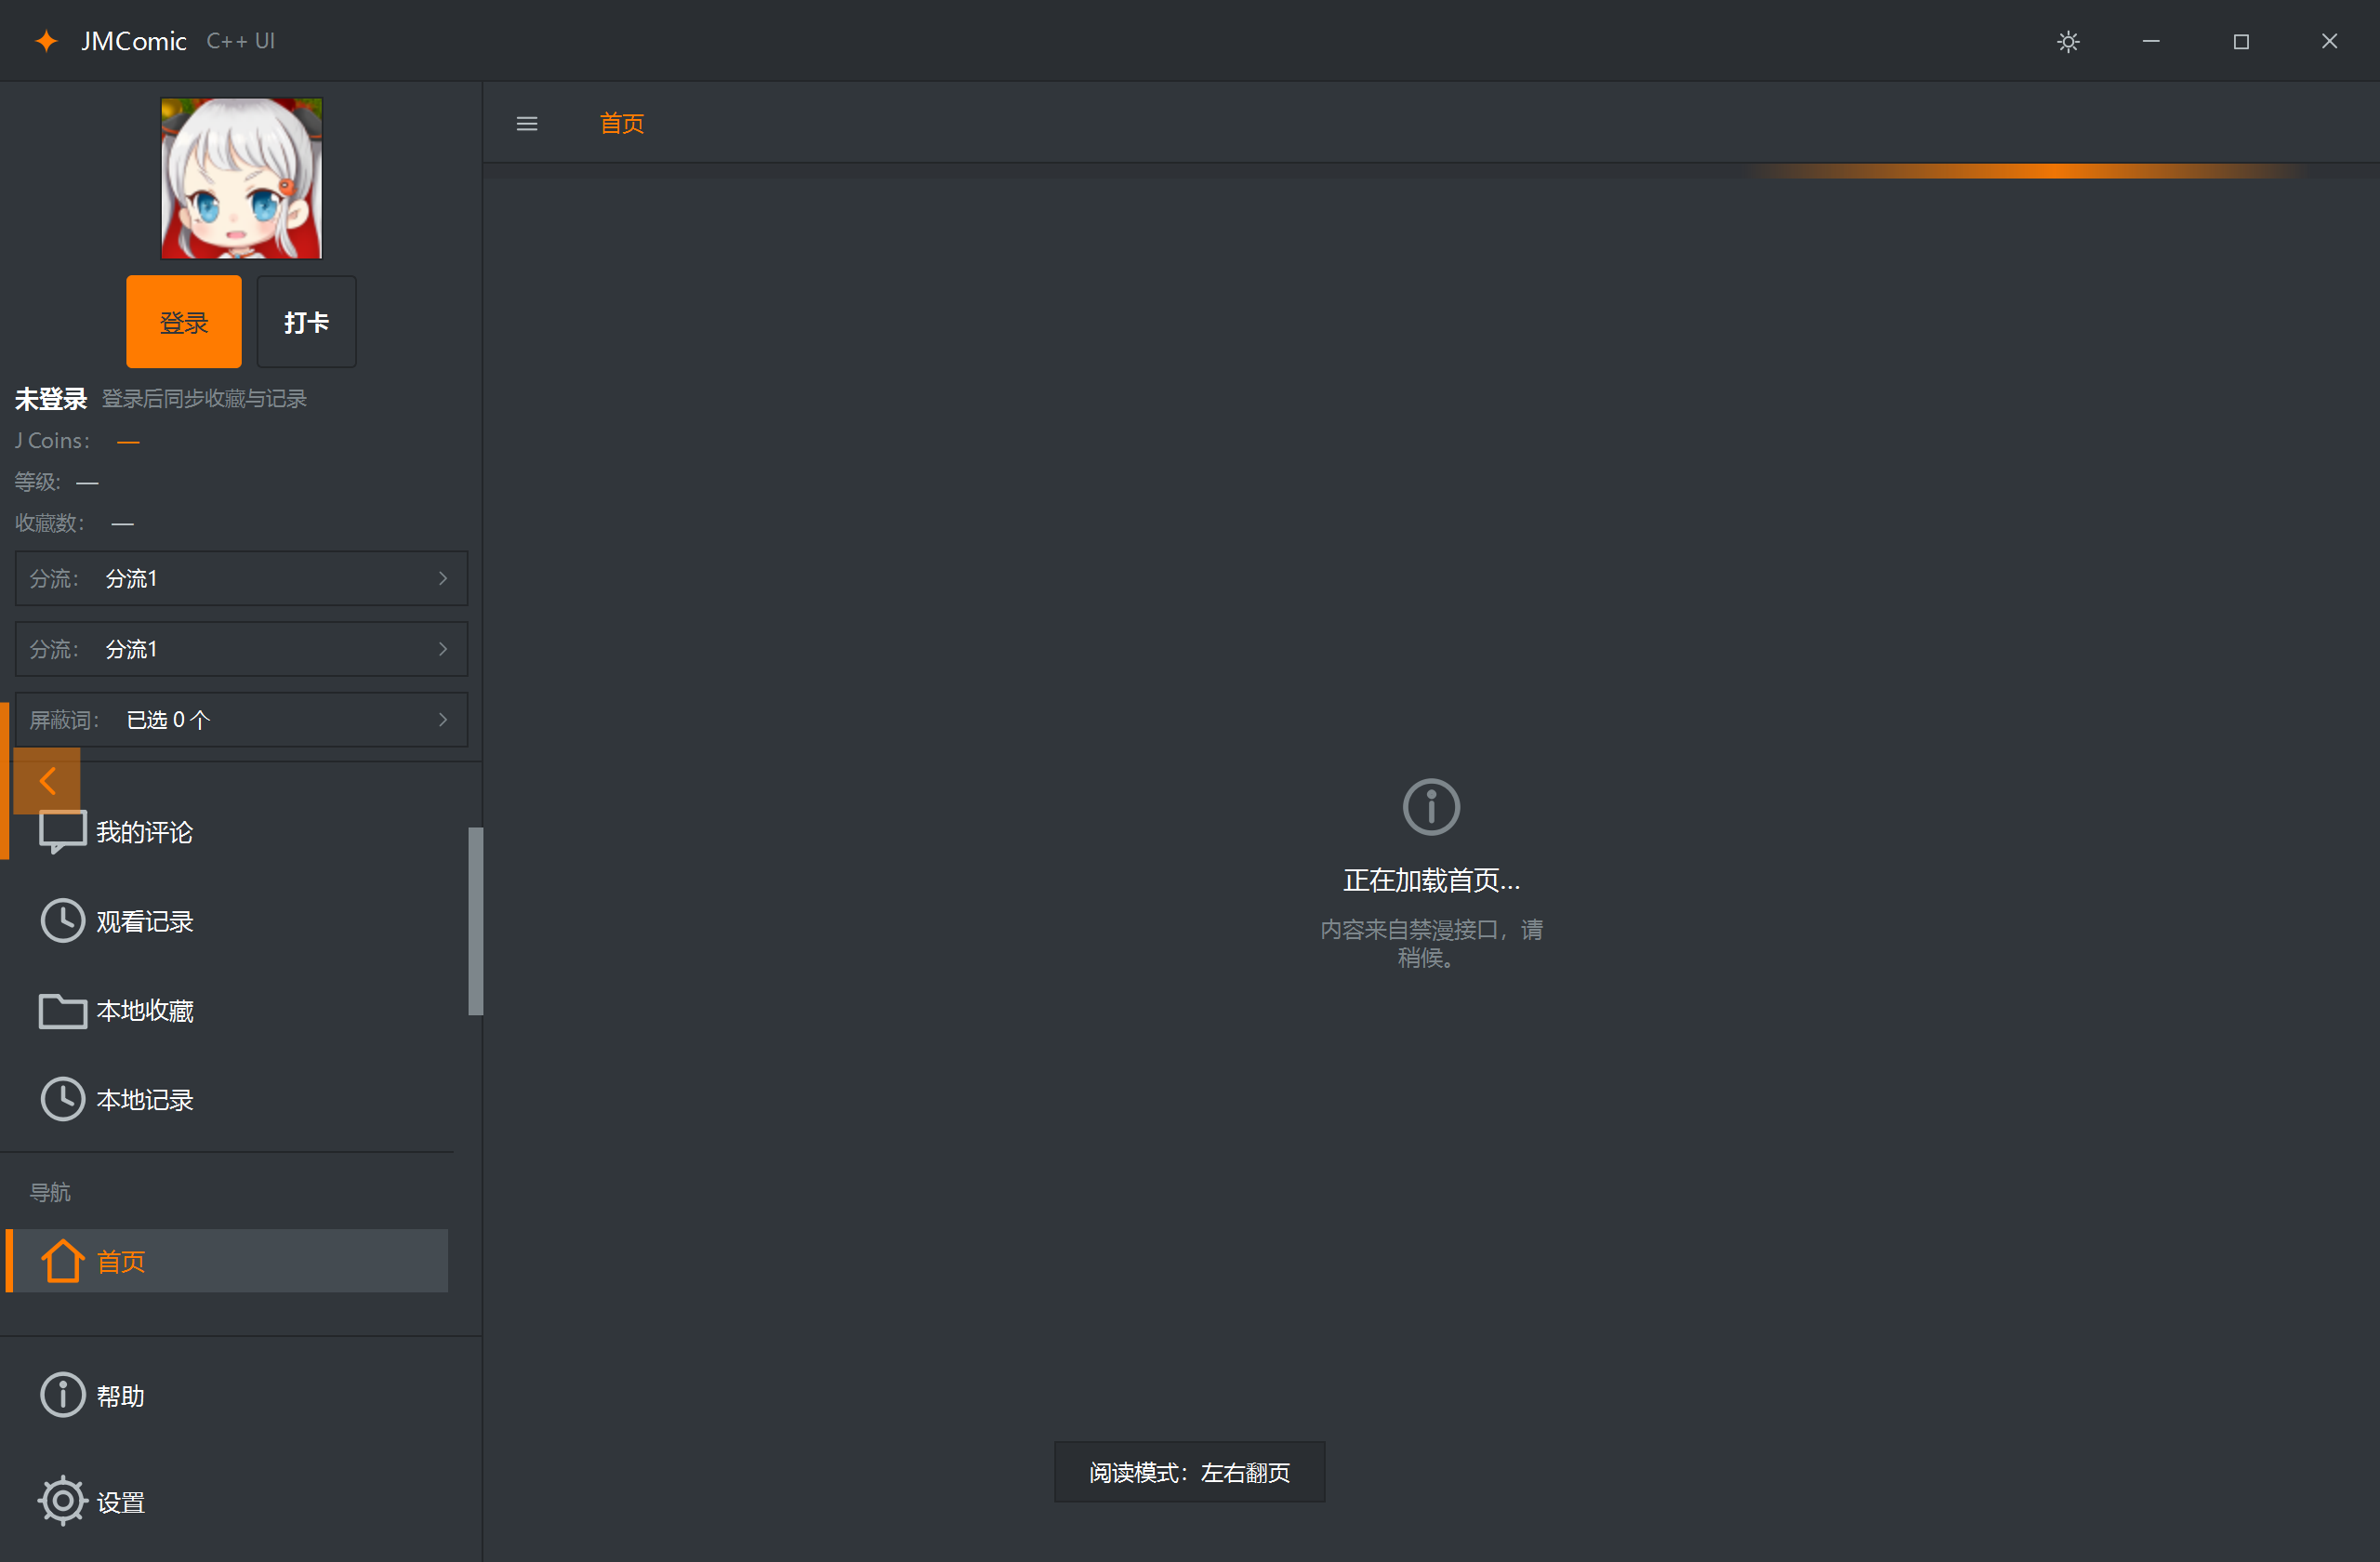 JMComic C++ UI
首页
登录
打卡
未登录 登录后同步收藏与记录
J Coins： —
等级: —
收藏数： —
分流： 分流1
分流： 分流1
屏蔽词： 已选 0 个
我的评论
观看记录
本地收藏
本地记录
导航
首页
帮助
设置
正在加载首页...
内容来自禁漫接口，请
稍候。
阅读模式：左右翻页